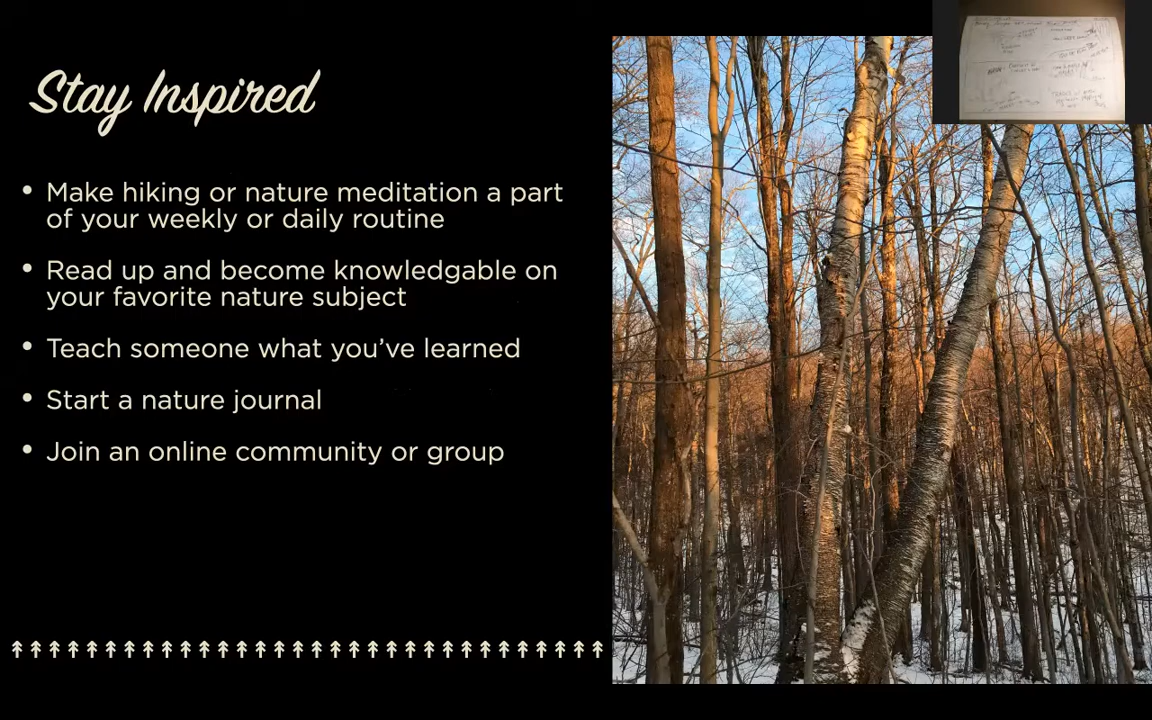 Stay Inspired
• Make hiking or nature meditation a part
of your weekly or daily routine
• Read up and become knowledgable on
your favorite nature subject
• Teach someone what you’ve learned
• Start a nature journal
• Join an online community or group